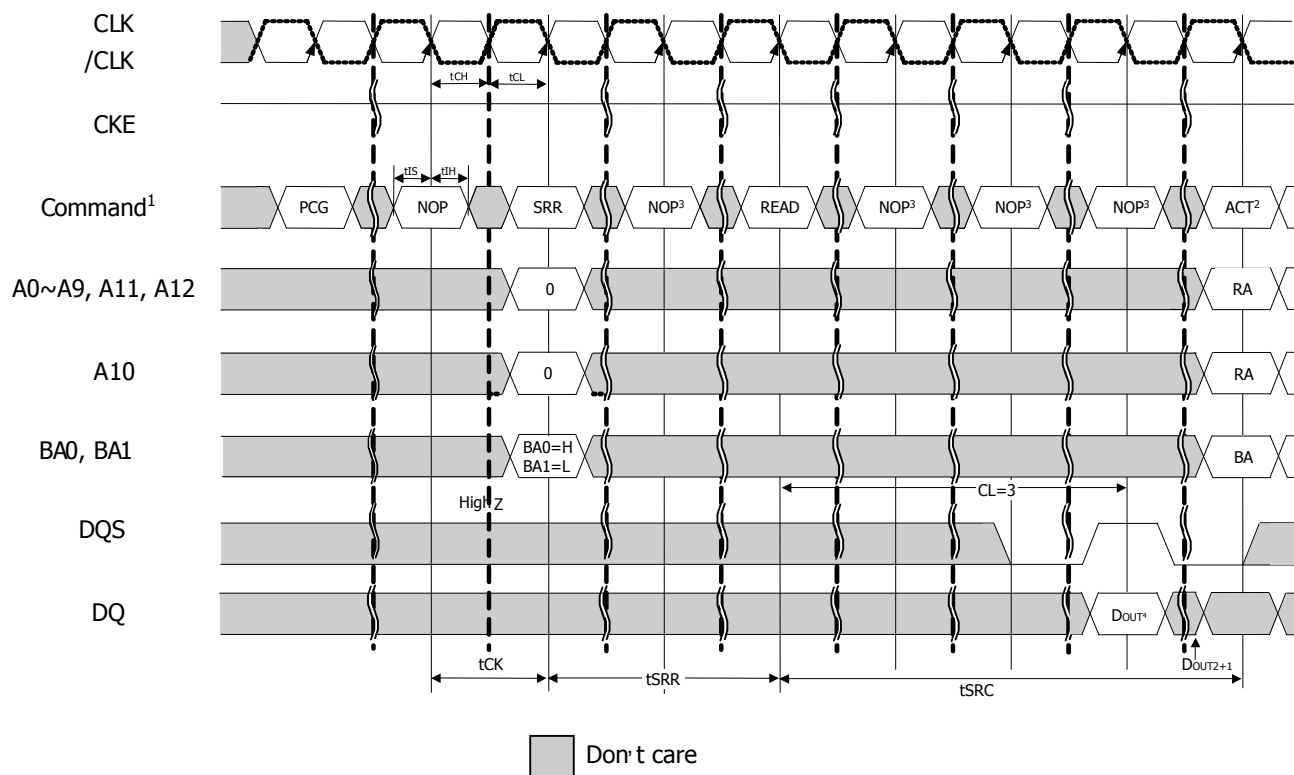 CLK
/CLK
tCH
tCL
CKE
tIS
tIH
Command¹
PCG
NOP
SRR
NOP³
READ
NOP³
NOP³
NOP³
ACT²
A0~A9, A11, A12
0
RA
A10
0
RA
BA0, BA1
BA0=H
BA1=L
BA
CL=3
High Z
DQS
DQ
DOUT⁴
DOUT2+1
tCK
tSRR
tSRC
Don't care